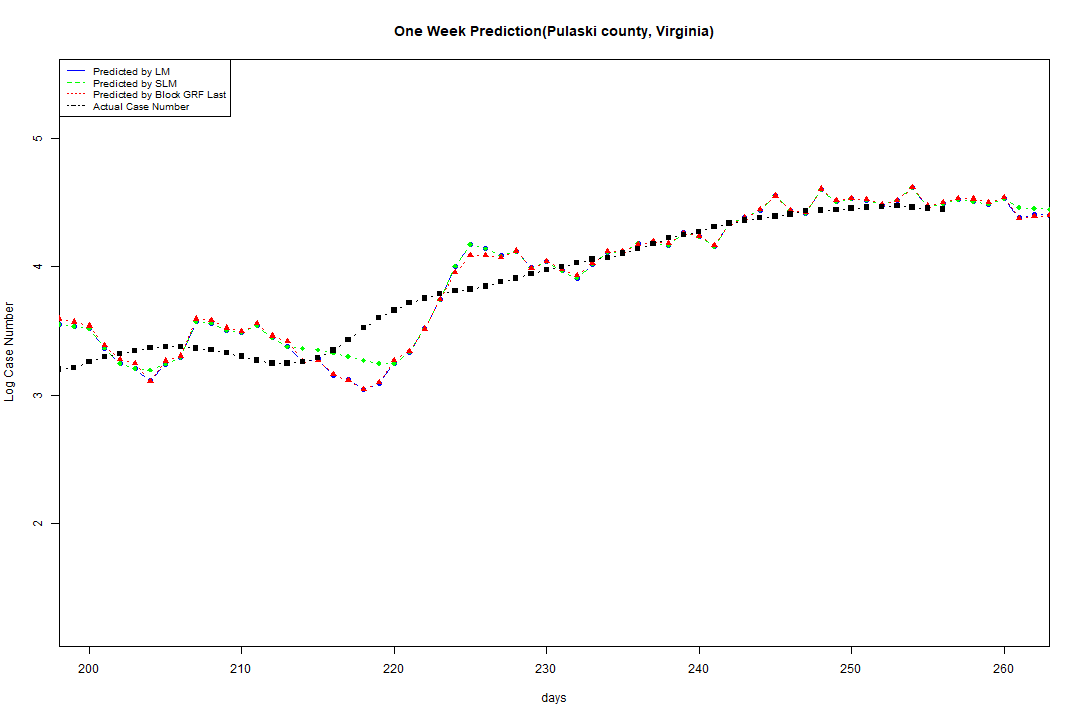 One Week Prediction(Pulaski county, Virginia)
Predicted by LM
Predicted by SLM
Predicted by Block GRF Last
Actual Case Number
5
4
3
2
Log Case Number
200 210 220 230 240 250 260
days